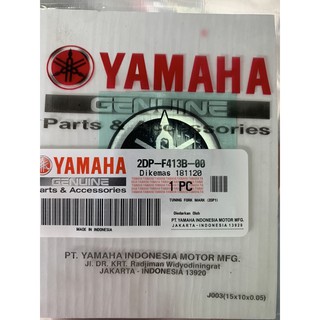 YAMAHA
GENUINE
Parts & Accessories
YAMAHA
GENUINE
arts & Accessories
2DP-F413B-00
Dikemas 181120
1 PC
TUNING FORK MARK (2DP1)
MADE IN INDONESIA
Diedarkan Oleh
PT. YAMAHA INDONESIA MOTOR MFG.
JAKARTA - INDONESIA 13920
PT. YAMAHA INDONESIA MOTOR MFG.
Jl. DR. KRT. Radjiman Widyodiningrat
JAKARTA - INDONESIA 13920
J003(15x10x0.05)